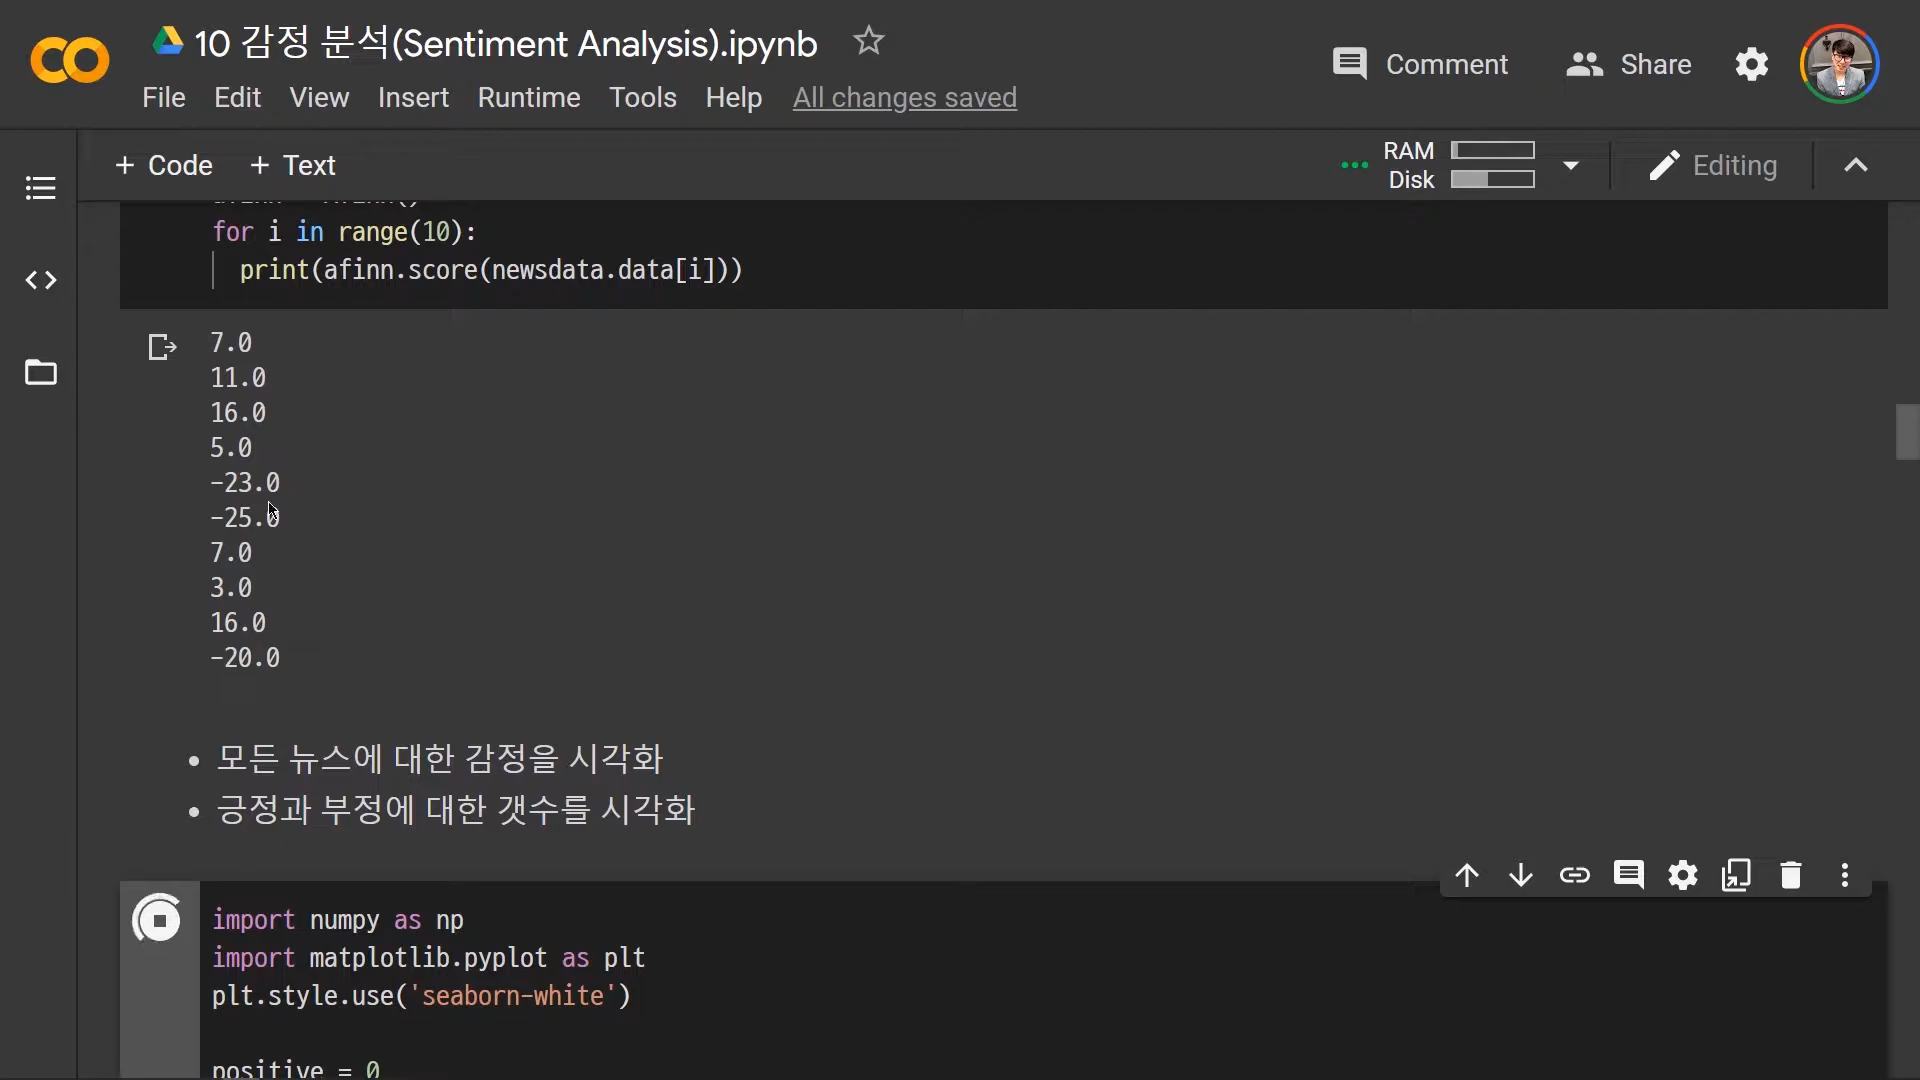 10 감정 분석(Sentiment Analysis).ipynb
Comment
Share
File Edit View Insert Runtime Tools Help All changes saved
+ Code + Text
RAM
Disk
Editing
for i in range(10):
print(afinn.score(newsdata.data[i]))
7.0
11.0
16.0
5.0
-23.0
-25.0
7.0
3.0
16.0
-20.0
• 모든 뉴스에 대한 감정을 시각화
• 긍정과 부정에 대한 갯수를 시각화
import numpy as np
import matplotlib.pyplot as plt
plt.style.use('seaborn-white')
positive = 0